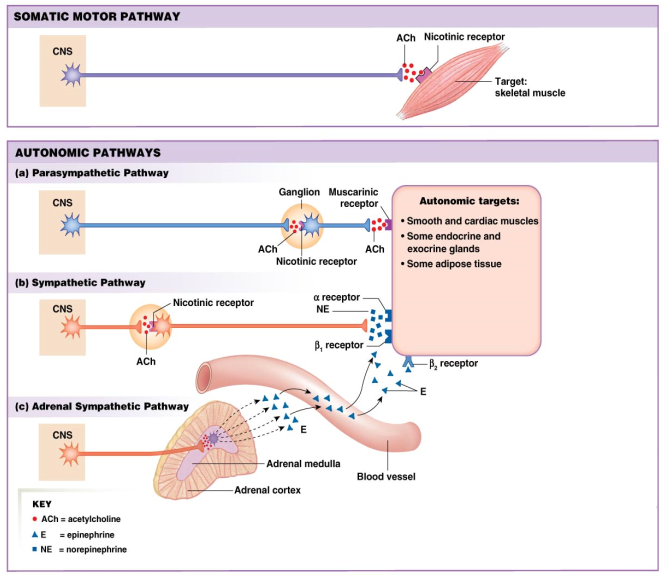 SOMATIC MOTOR PATHWAY
CNS
ACh
Nicotinic receptor
Target:
skeletal muscle
AUTONOMIC PATHWAYS
(a) Parasympathetic Pathway
CNS
Ganglion
Muscarinic
receptor
ACh
Nicotinic receptor
ACh
Autonomic targets:
• Smooth and cardiac muscles
• Some endocrine and
exocrine glands
• Some adipose tissue
(b) Sympathetic Pathway
CNS
Nicotinic receptor
ACh
α receptor
NE
β₁ receptor
β₂ receptor
E
(c) Adrenal Sympathetic Pathway
CNS
E
Adrenal medulla
Adrenal cortex
Blood vessel
KEY
ACh = acetylcholine
E = epinephrine
NE = norepinephrine